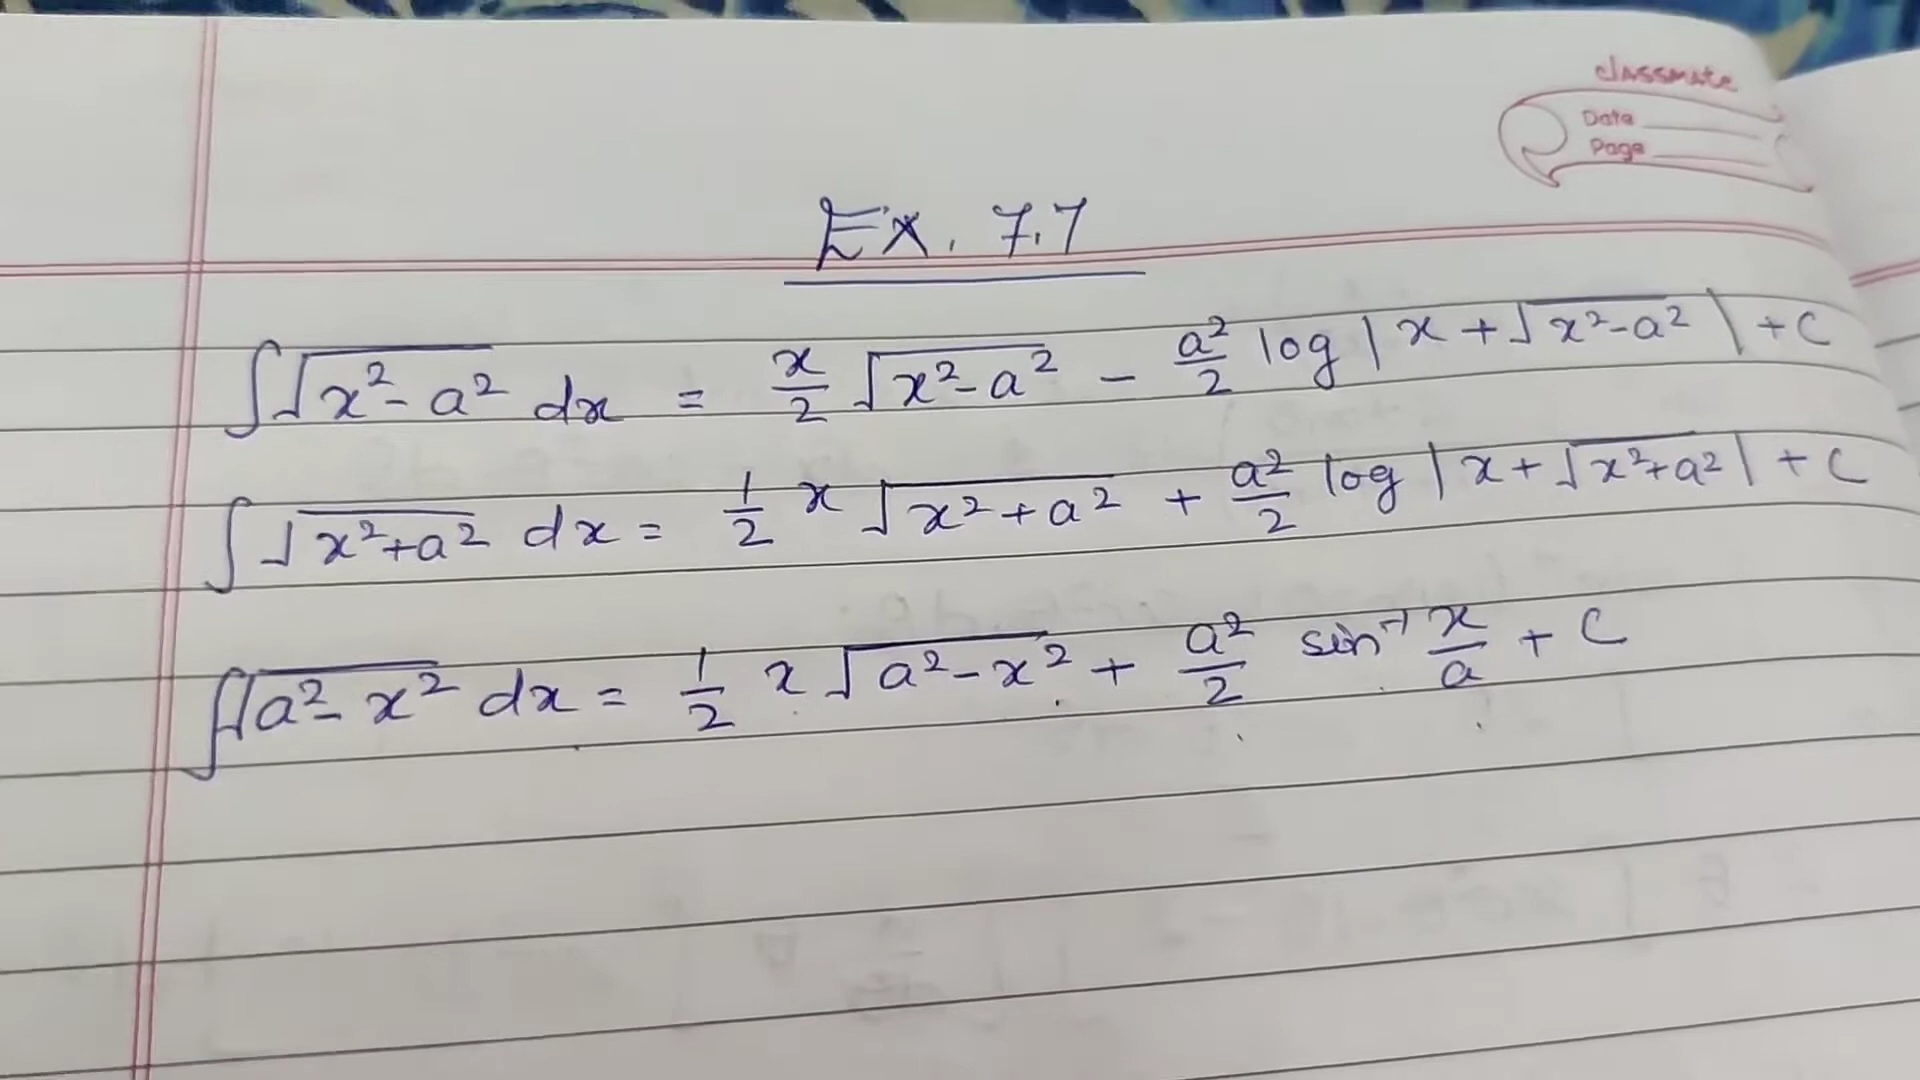 classmate
Date
Page
Ex. 7.7
∫√(x²-a²) dx = x/2 √(x²-a²) - a²/2 log |x + √(x²-a²)| + C
∫√(x²+a²) dx = 1/2 x √(x²+a²) + a²/2 log |x + √(x²+a²)| + C
∫√(a²-x²) dx = 1/2 x √(a²-x²) + a²/2 sin⁻¹ x/a + C